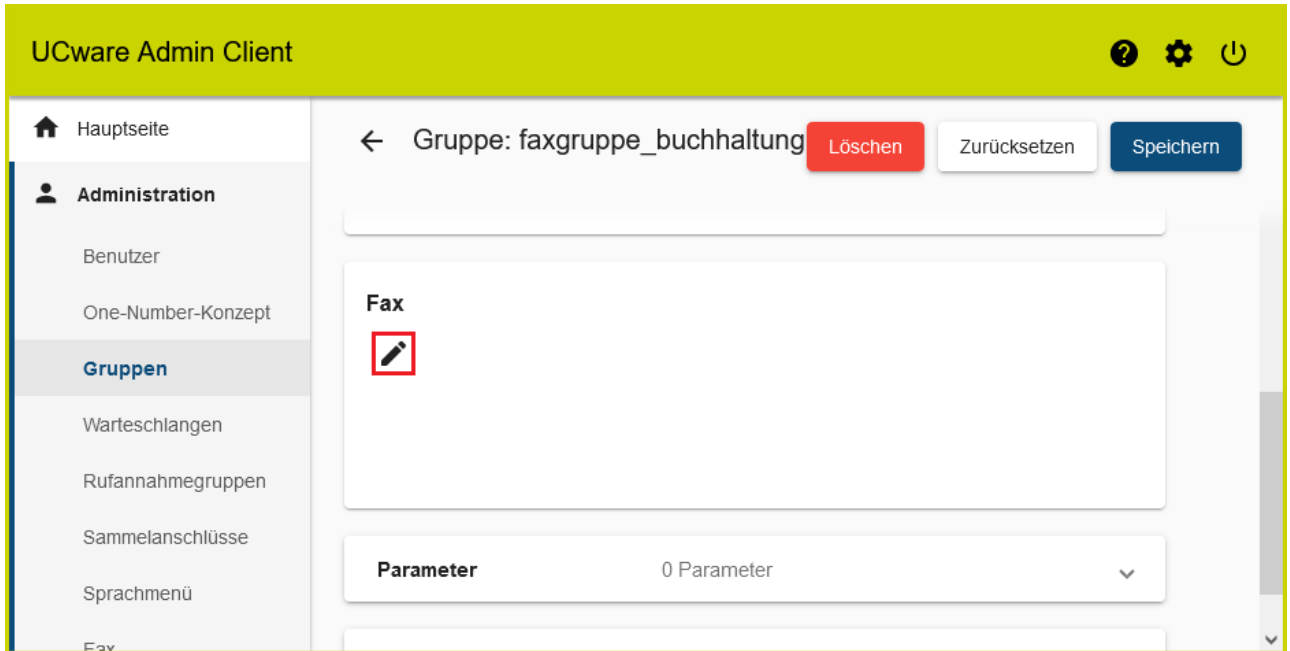 UCware Admin Client
Hauptseite
Gruppe: faxgruppe_buchhaltung
Löschen
Zurücksetzen
Speichern
Administration
Benutzer
One-Number-Konzept
Fax
Gruppen
Warteschlangen
Rufannahmegruppen
Sammelanschlüsse
Parameter
0 Parameter
Sprachmenü
Fax